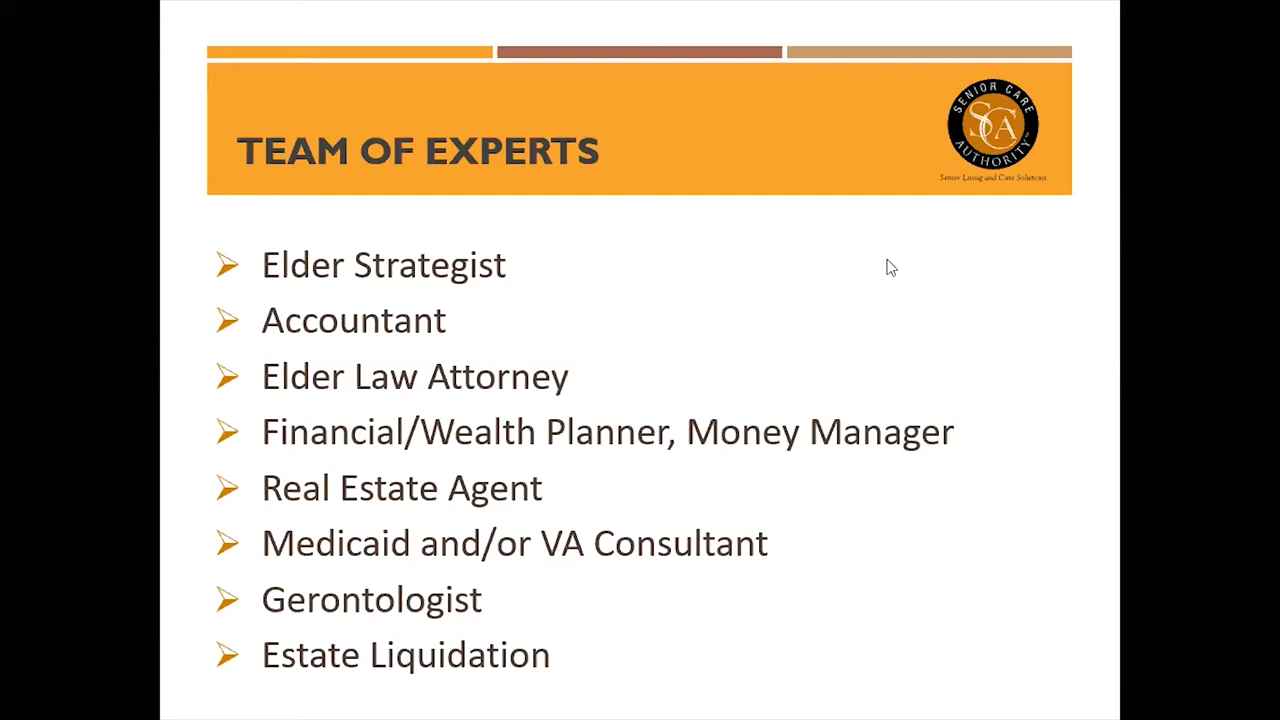 TEAM OF EXPERTS
SENIOR CARE
SCA
AUTHORITY
Senior Living and Care Solutions
Elder Strategist
Accountant
Elder Law Attorney
Financial/Wealth Planner, Money Manager
Real Estate Agent
Medicaid and/or VA Consultant
Gerontologist
Estate Liquidation